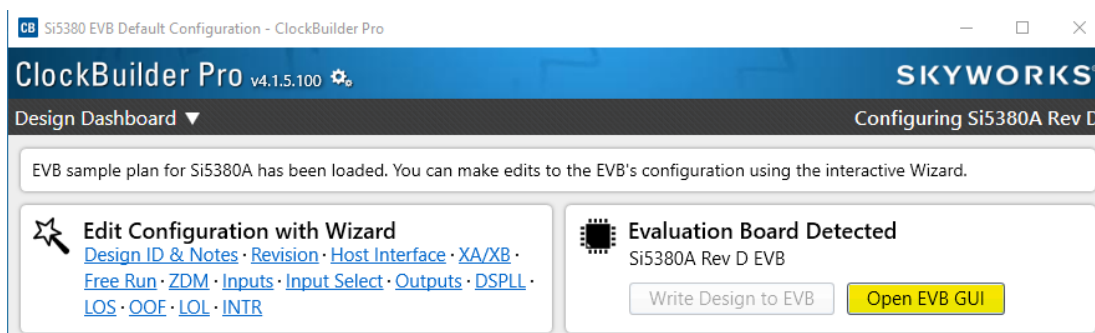 CB Si5380 EVB Default Configuration - ClockBuilder Pro
ClockBuilder Pro v4.1.5.100
SKYWORKS
Design Dashboard ▼
Configuring Si5380A Rev D
EVB sample plan for Si5380A has been loaded. You can make edits to the EVB's configuration using the interactive Wizard.
Edit Configuration with Wizard
Design ID & Notes · Revision · Host Interface · XA/XB ·
Free Run · ZDM · Inputs · Input Select · Outputs · DSPLL ·
LOS · OOF · LOL · INTR
Evaluation Board Detected
Si5380A Rev D EVB
Write Design to EVB
Open EVB GUI